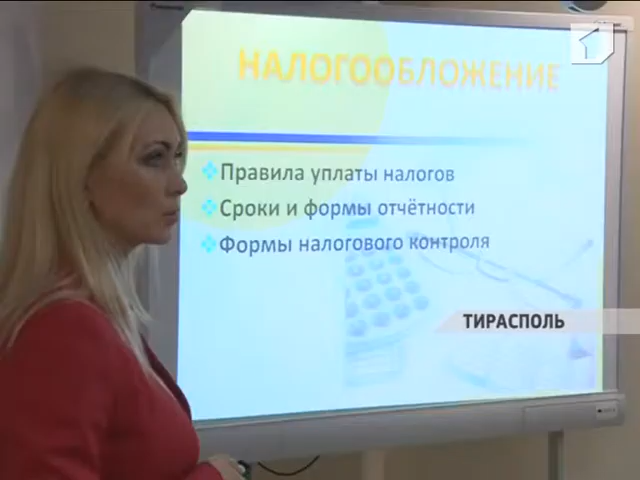 НАЛОГООБЛОЖЕНИЕ
Правила уплаты налогов
Сроки и формы отчётности
Формы налогового контроля
ТИРАСПОЛЬ